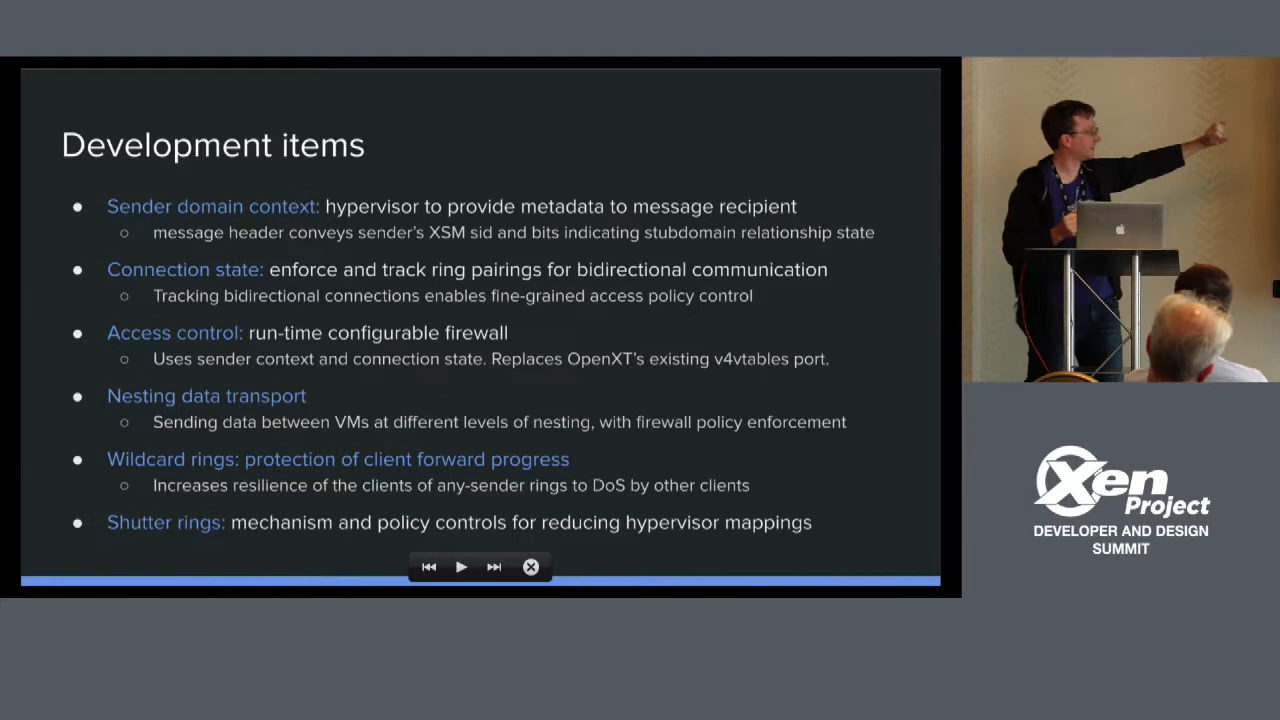 Development items
● Sender domain context: hypervisor to provide metadata to message recipient
○ message header conveys sender's XSM sid and bits indicating stubdomain relationship state
● Connection state: enforce and track ring pairings for bidirectional communication
○ Tracking bidirectional connections enables fine-grained access policy control
● Access control: run-time configurable firewall
○ Uses sender context and connection state. Replaces OpenXT's existing v4vtables port.
● Nesting data transport
○ Sending data between VMs at different levels of nesting, with firewall policy enforcement
● Wildcard rings: protection of client forward progress
○ Increases resilience of the clients of any-sender rings to DoS by other clients
● Shutter rings: mechanism and policy controls for reducing hypervisor mappings
Xen
Project
DEVELOPER AND DESIGN
SUMMIT